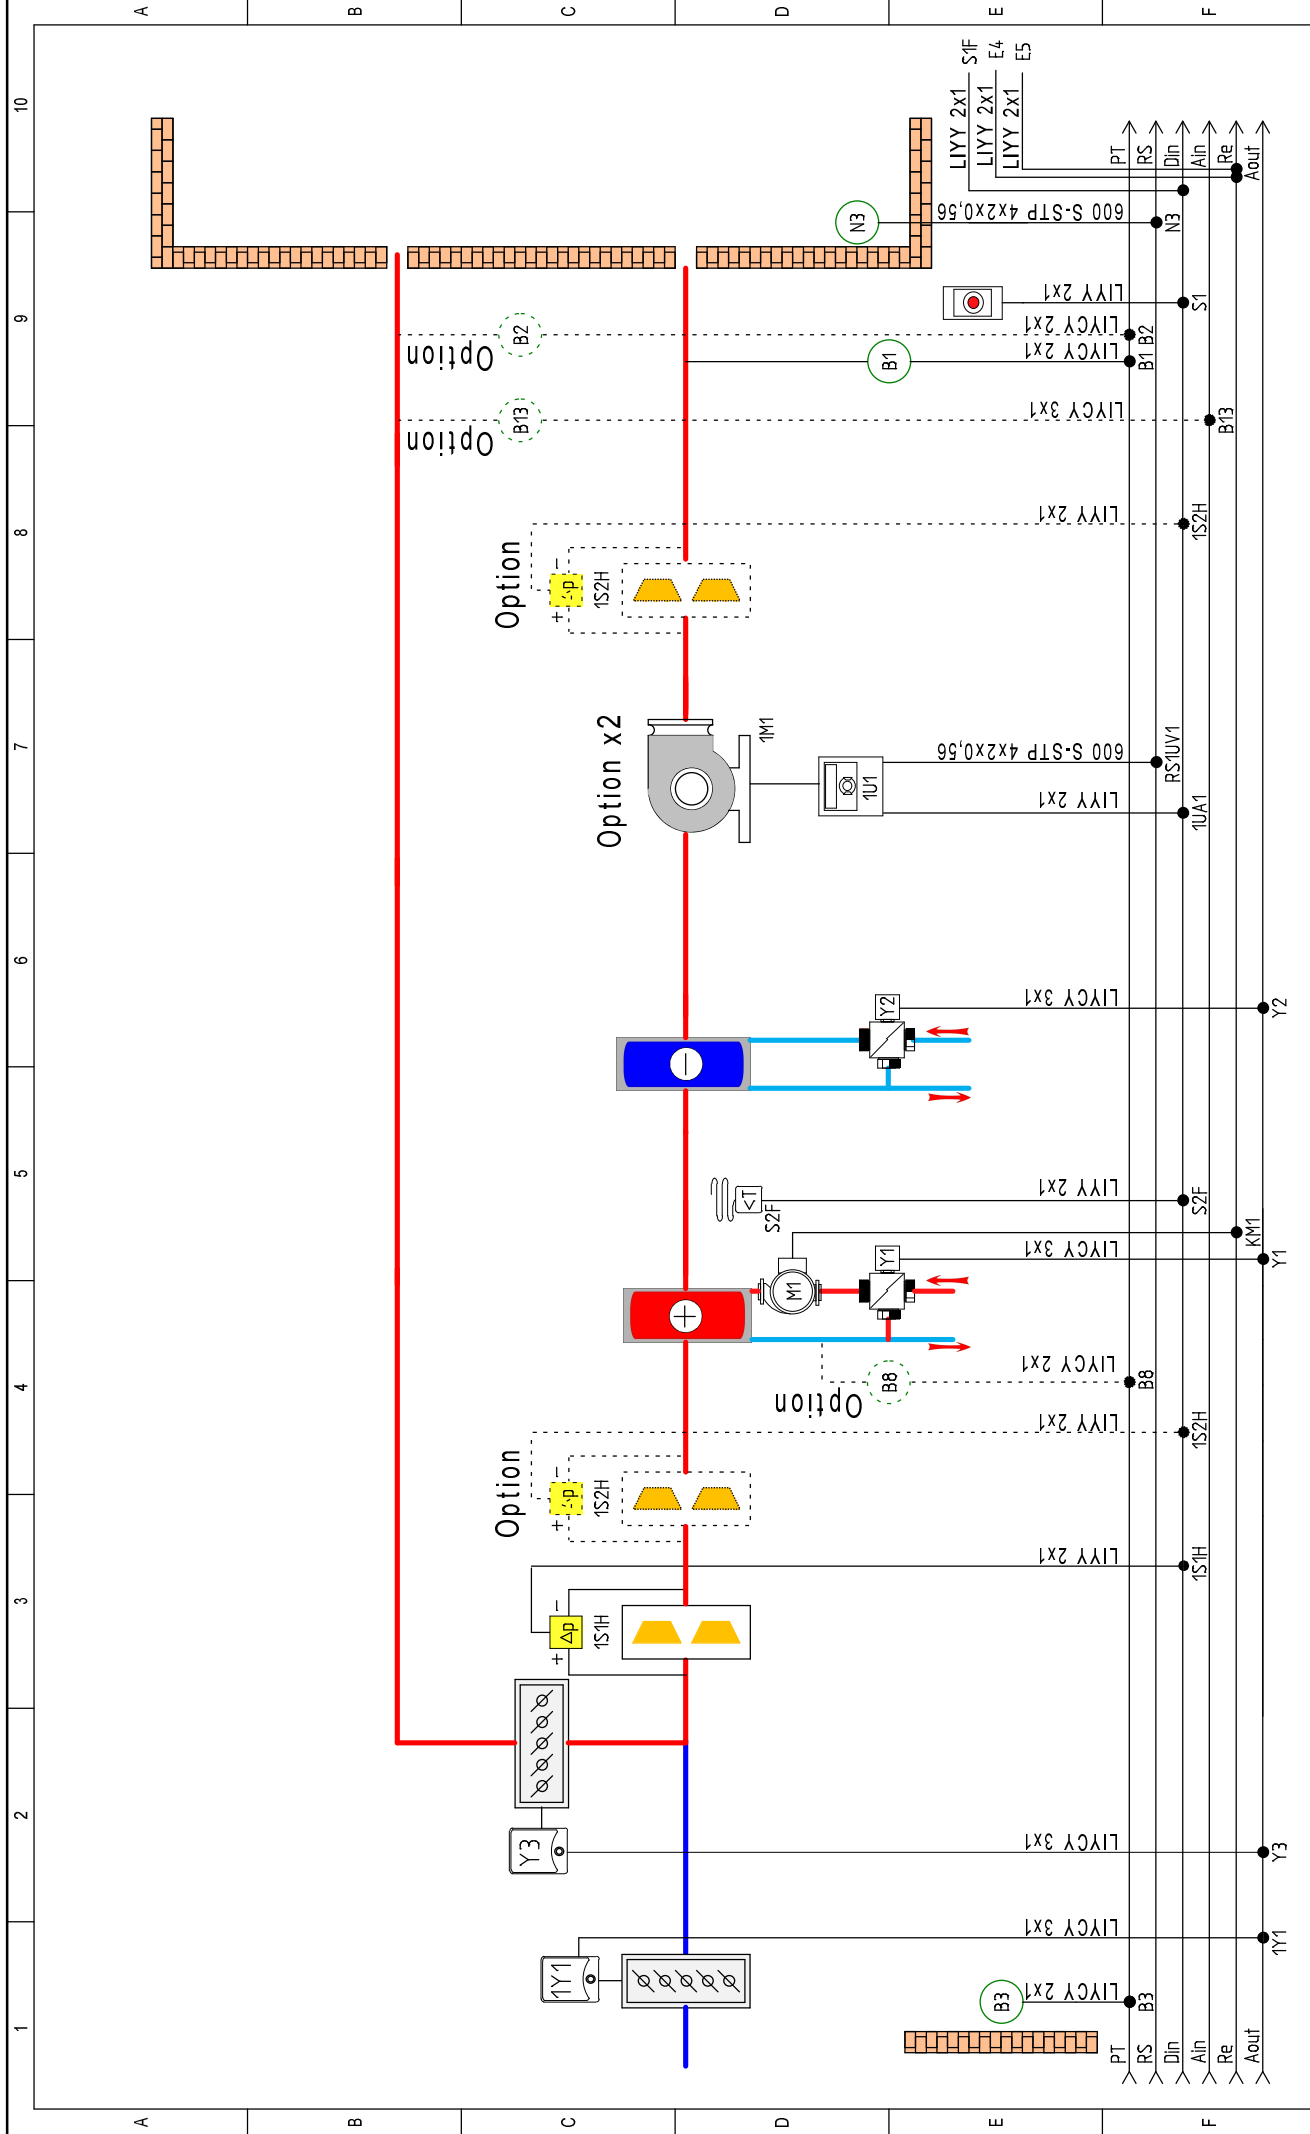 A
B
C
D
E
F
1
2
3
4
5
6
7
8
9
10
Option
Option
Option
Option
Option x2
Option
B13
B2
Y3
1Y1
+
Δp
-
1S1H
+
Δp
-
1S2H
+
Δp
-
1S2H
+
-
M1
S2F
<T
Y1
Y2
1M1
1U1
B8
B1
N3
B3
S1F
E4
E5
LIYY 2x1
LIYY 2x1
LIYY 2x1
LIYCY 2x1
LIYCY 3x1
LIYCY 3x1
LIYY 2x1
LIYY 2x1
LIYCY 2x1
LIYCY 3x1
LIYY 2x1
LIYCY 3x1
LIYY 2x1
600 S-STP 4x2x0,56
LIYY 2x1
LIYCY 3x1
LIYCY 2x1
LIYCY 2x1
LIYY 2x1
600 S-STP 4x2x0,56
PT
RS
Din
Ain
Re
Aout
PT
RS
Din
Ain
Re
Aout
B3
1Y1
Y3
1S1H
1S2H
B8
Y1
KM1
S2F
Y2
1UA1
RS1UV1
1S2H
B13
B1
B2
S1
N3
A
B
C
D
E
F